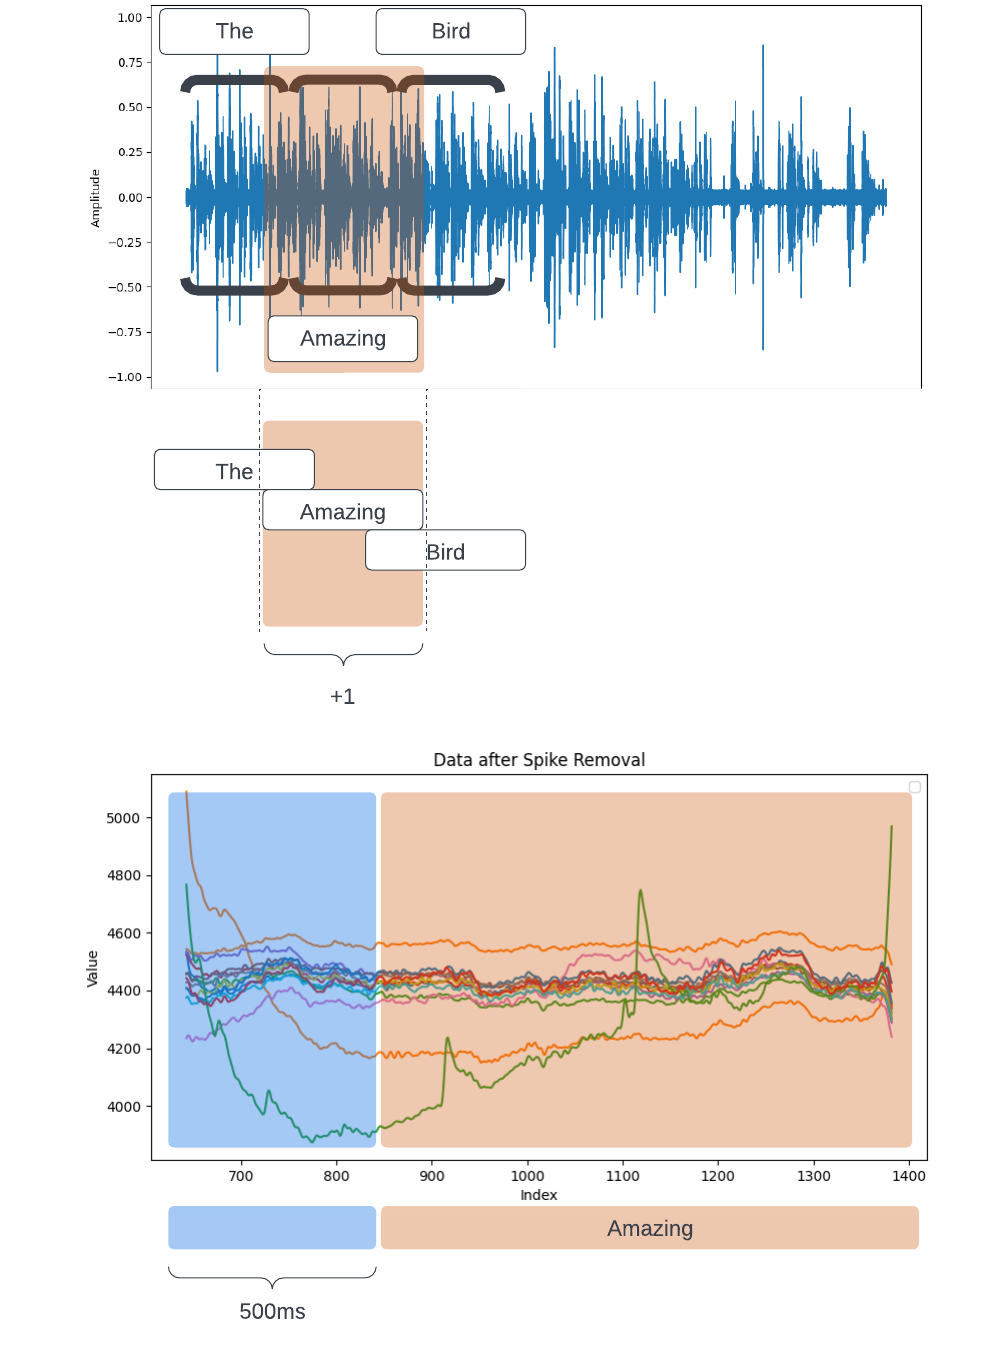 The
Bird
1.00
0.75
0.50
0.25
0.00
−0.25
−0.50
−0.75
−1.00
Amplitude
Amazing
The
Amazing
Bird
+1
Data after Spike Removal
5000
4800
4600
4400
4200
4000
Value
700 800 900 1000 1100 1200 1300 1400
Index
Amazing
500ms